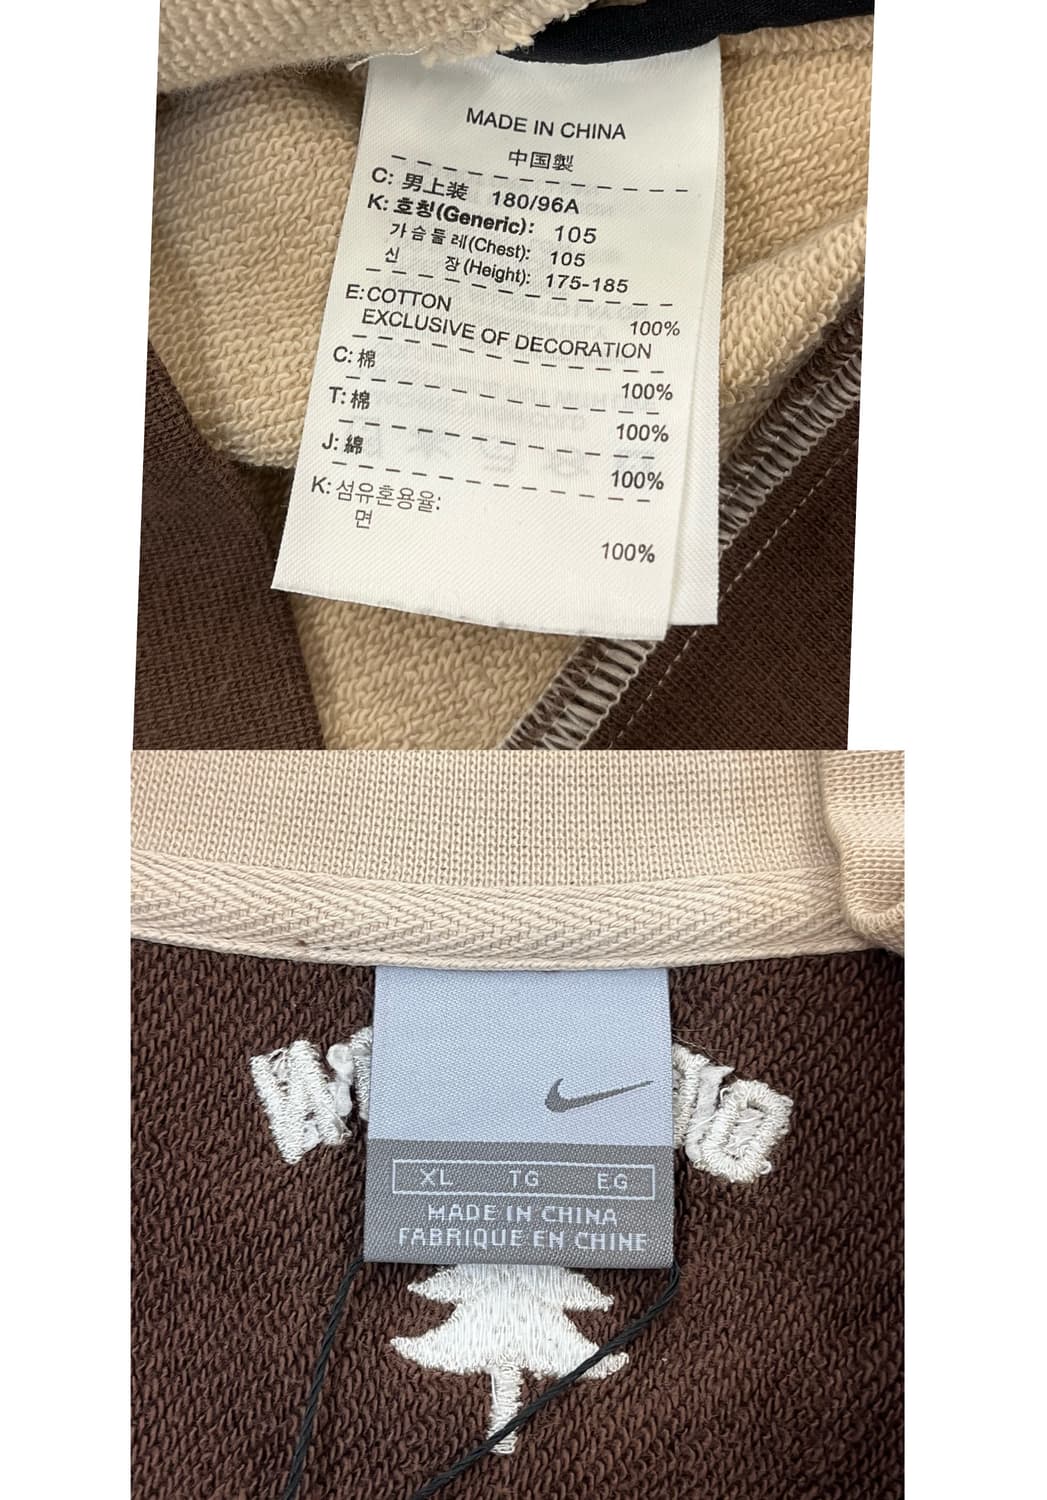 MADE IN CHINA
中国製
C: 男上装 180/96A
K: 호칭(Generic): 105
가슴둘레(Chest): 105
신 장(Height): 175-185
E: COTTON 100%
EXCLUSIVE OF DECORATION
C: 棉 100%
T: 棉 100%
J: 綿 100%
K: 섬유혼용율:
면 100%
XL TG EG
MADE IN CHINA
FABRIQUE EN CHINE